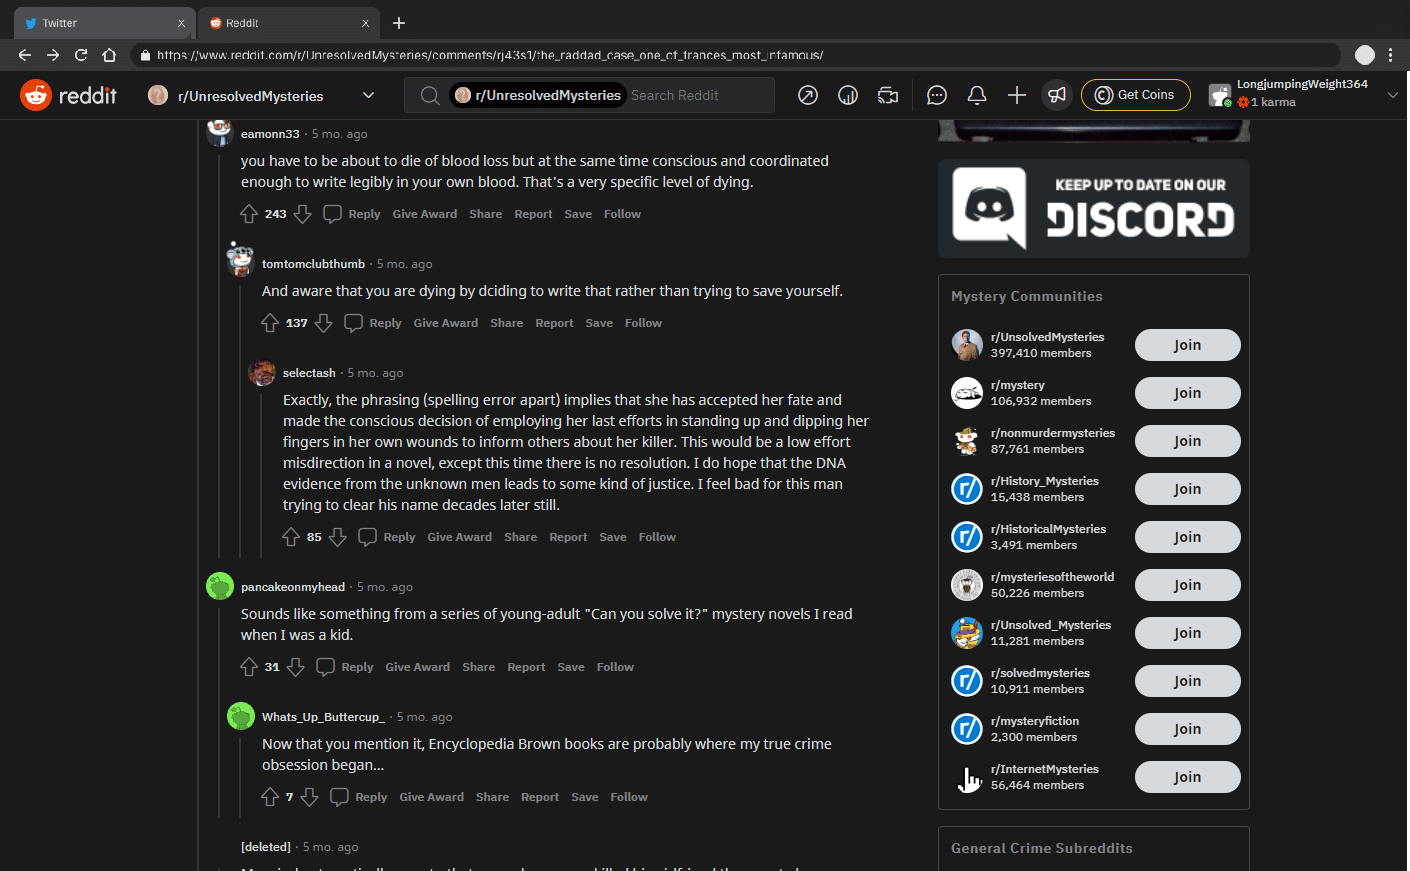 Twitter
Reddit
https://www.reddit.com/r/UnresolvedMysteries/comments/rj43s1/the_raddad_case_one_of_frances_most_infamous/
reddit
r/UnresolvedMysteries
r/UnresolvedMysteries
Search Reddit
Get Coins
LongjumpingWeight364
1 karma
eamonn33 · 5 mo. ago
you have to be about to die of blood loss but at the same time conscious and coordinated
enough to write legibly in your own blood. That's a very specific level of dying.
243 Reply Give Award Share Report Save Follow
tomtomclubthumb · 5 mo. ago
And aware that you are dying by dciding to write that rather than trying to save yourself.
137 Reply Give Award Share Report Save Follow
selectash · 5 mo. ago
Exactly, the phrasing (spelling error apart) implies that she has accepted her fate and
made the conscious decision of employing her last efforts in standing up and dipping her
fingers in her own wounds to inform others about her killer. This would be a low effort
misdirection in a novel, except this time there is no resolution. I do hope that the DNA
evidence from the unknown men leads to some kind of justice. I feel bad for this man
trying to clear his name decades later still.
85 Reply Give Award Share Report Save Follow
pancakeonmyhead · 5 mo. ago
Sounds like something from a series of young-adult "Can you solve it?" mystery novels I read
when I was a kid.
31 Reply Give Award Share Report Save Follow
Whats_Up_Buttercup_ · 5 mo. ago
Now that you mention it, Encyclopedia Brown books are probably where my true crime
obsession began...
7 Reply Give Award Share Report Save Follow
[deleted] · 5 mo. ago
KEEP UP TO DATE ON OUR
DISCORD
Mystery Communities
r/UnsolvedMysteries
397,410 members
Join
r/mystery
106,932 members
Join
r/nonmurdermysteries
87,761 members
Join
r/History_Mysteries
15,438 members
Join
r/HistoricalMysteries
3,491 members
Join
r/mysteriesoftheworld
50,226 members
Join
r/Unsolved_Mysteries
11,281 members
Join
r/solvedmysteries
10,911 members
Join
r/mysteryfiction
2,300 members
Join
r/InternetMysteries
56,464 members
Join
General Crime Subreddits